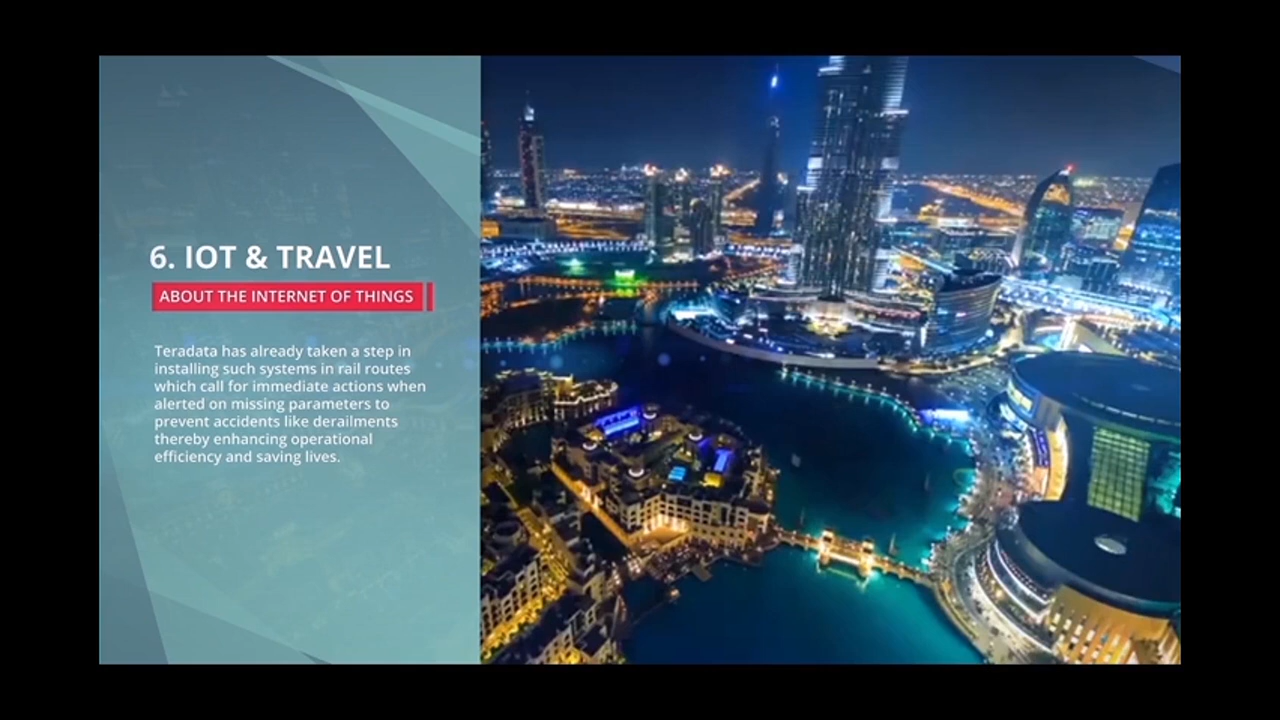 6. IOT & TRAVEL
ABOUT THE INTERNET OF THINGS
Teradata has already taken a step in
installing such systems in rail routes
which call for immediate actions when
alerted on missing parameters to
prevent accidents like derailments
thereby enhancing operational
efficiency and saving lives.